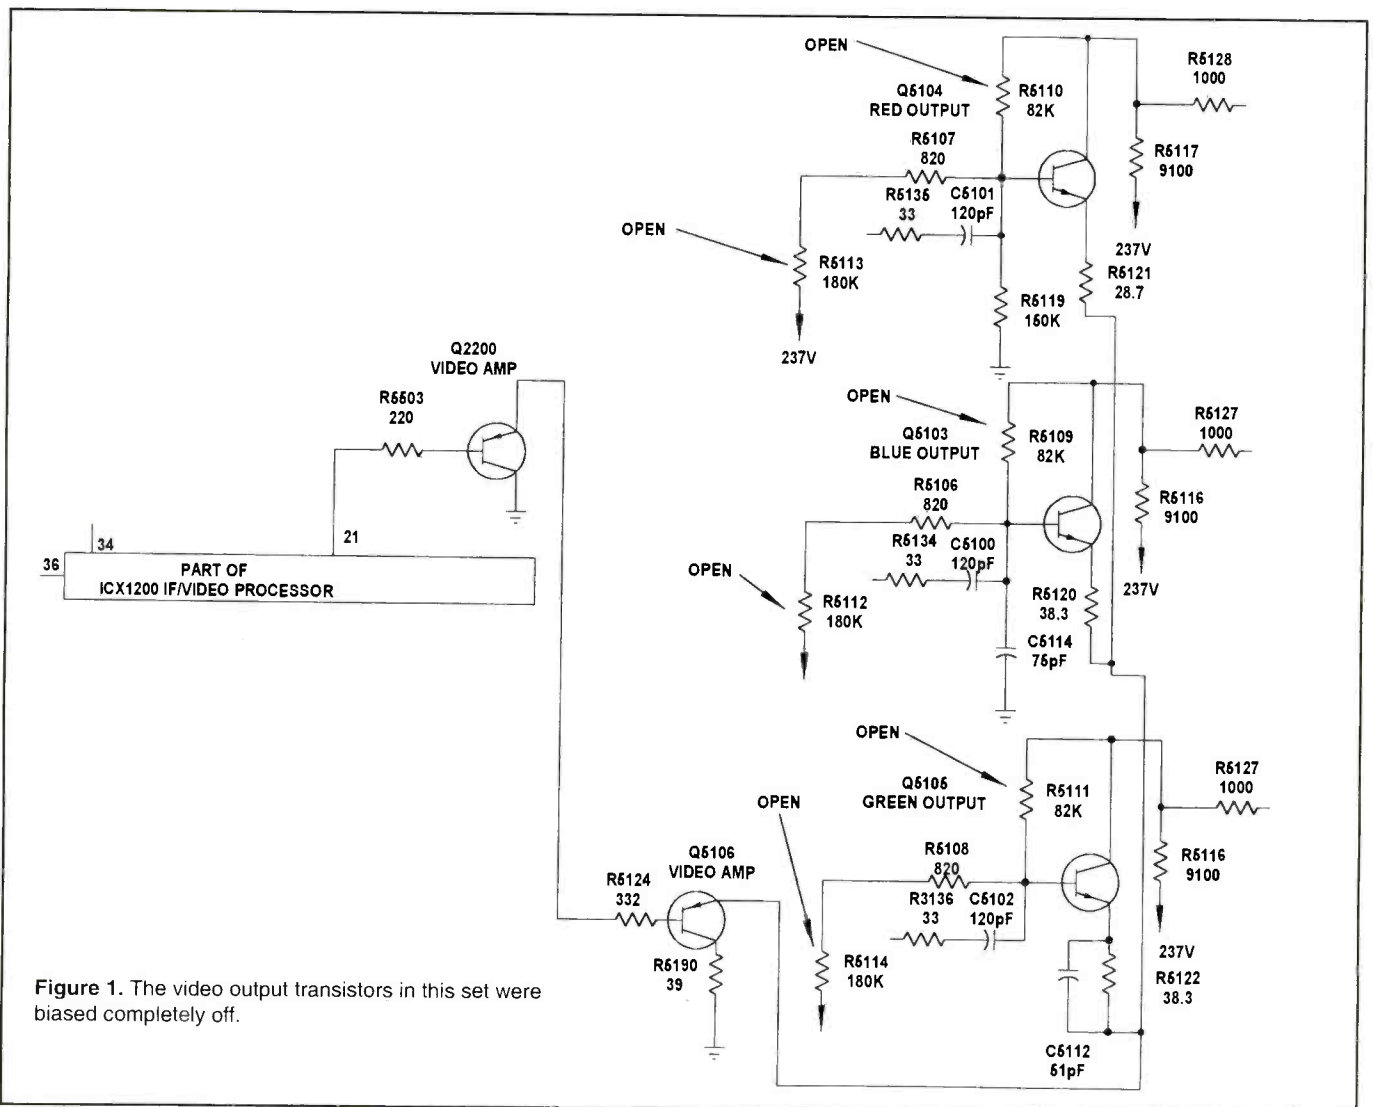 OPEN
R5128
1000
Q5104
RED OUTPUT
R5110
82K
R5107
820
R5117
9100
R5135
33
C5101
120pF
OPEN
237V
R5113
180K
R5121
28.7
R5119
150K
237V
Q2200
VIDEO AMP
R5503
220
OPEN
R5127
1000
Q5103
BLUE OUTPUT
R5109
82K
R5106
820
R5116
9100
R5134
33
C5100
120pF
21
34
36
PART OF
ICX1200 IF/VIDEO PROCESSOR
OPEN
R5112
180K
R5120
38.3
237V
C5114
75pF
OPEN
R5127
1000
Q5105
GREEN OUTPUT
R5111
82K
OPEN
R5108
820
R5116
9100
Q5106
VIDEO AMP
R5124
332
R3136
33
C5102
120pF
R5190
39
R5114
180K
237V
R5122
38.3
C5112
51pF
Figure 1. The video output transistors in this set were
biased completely off.